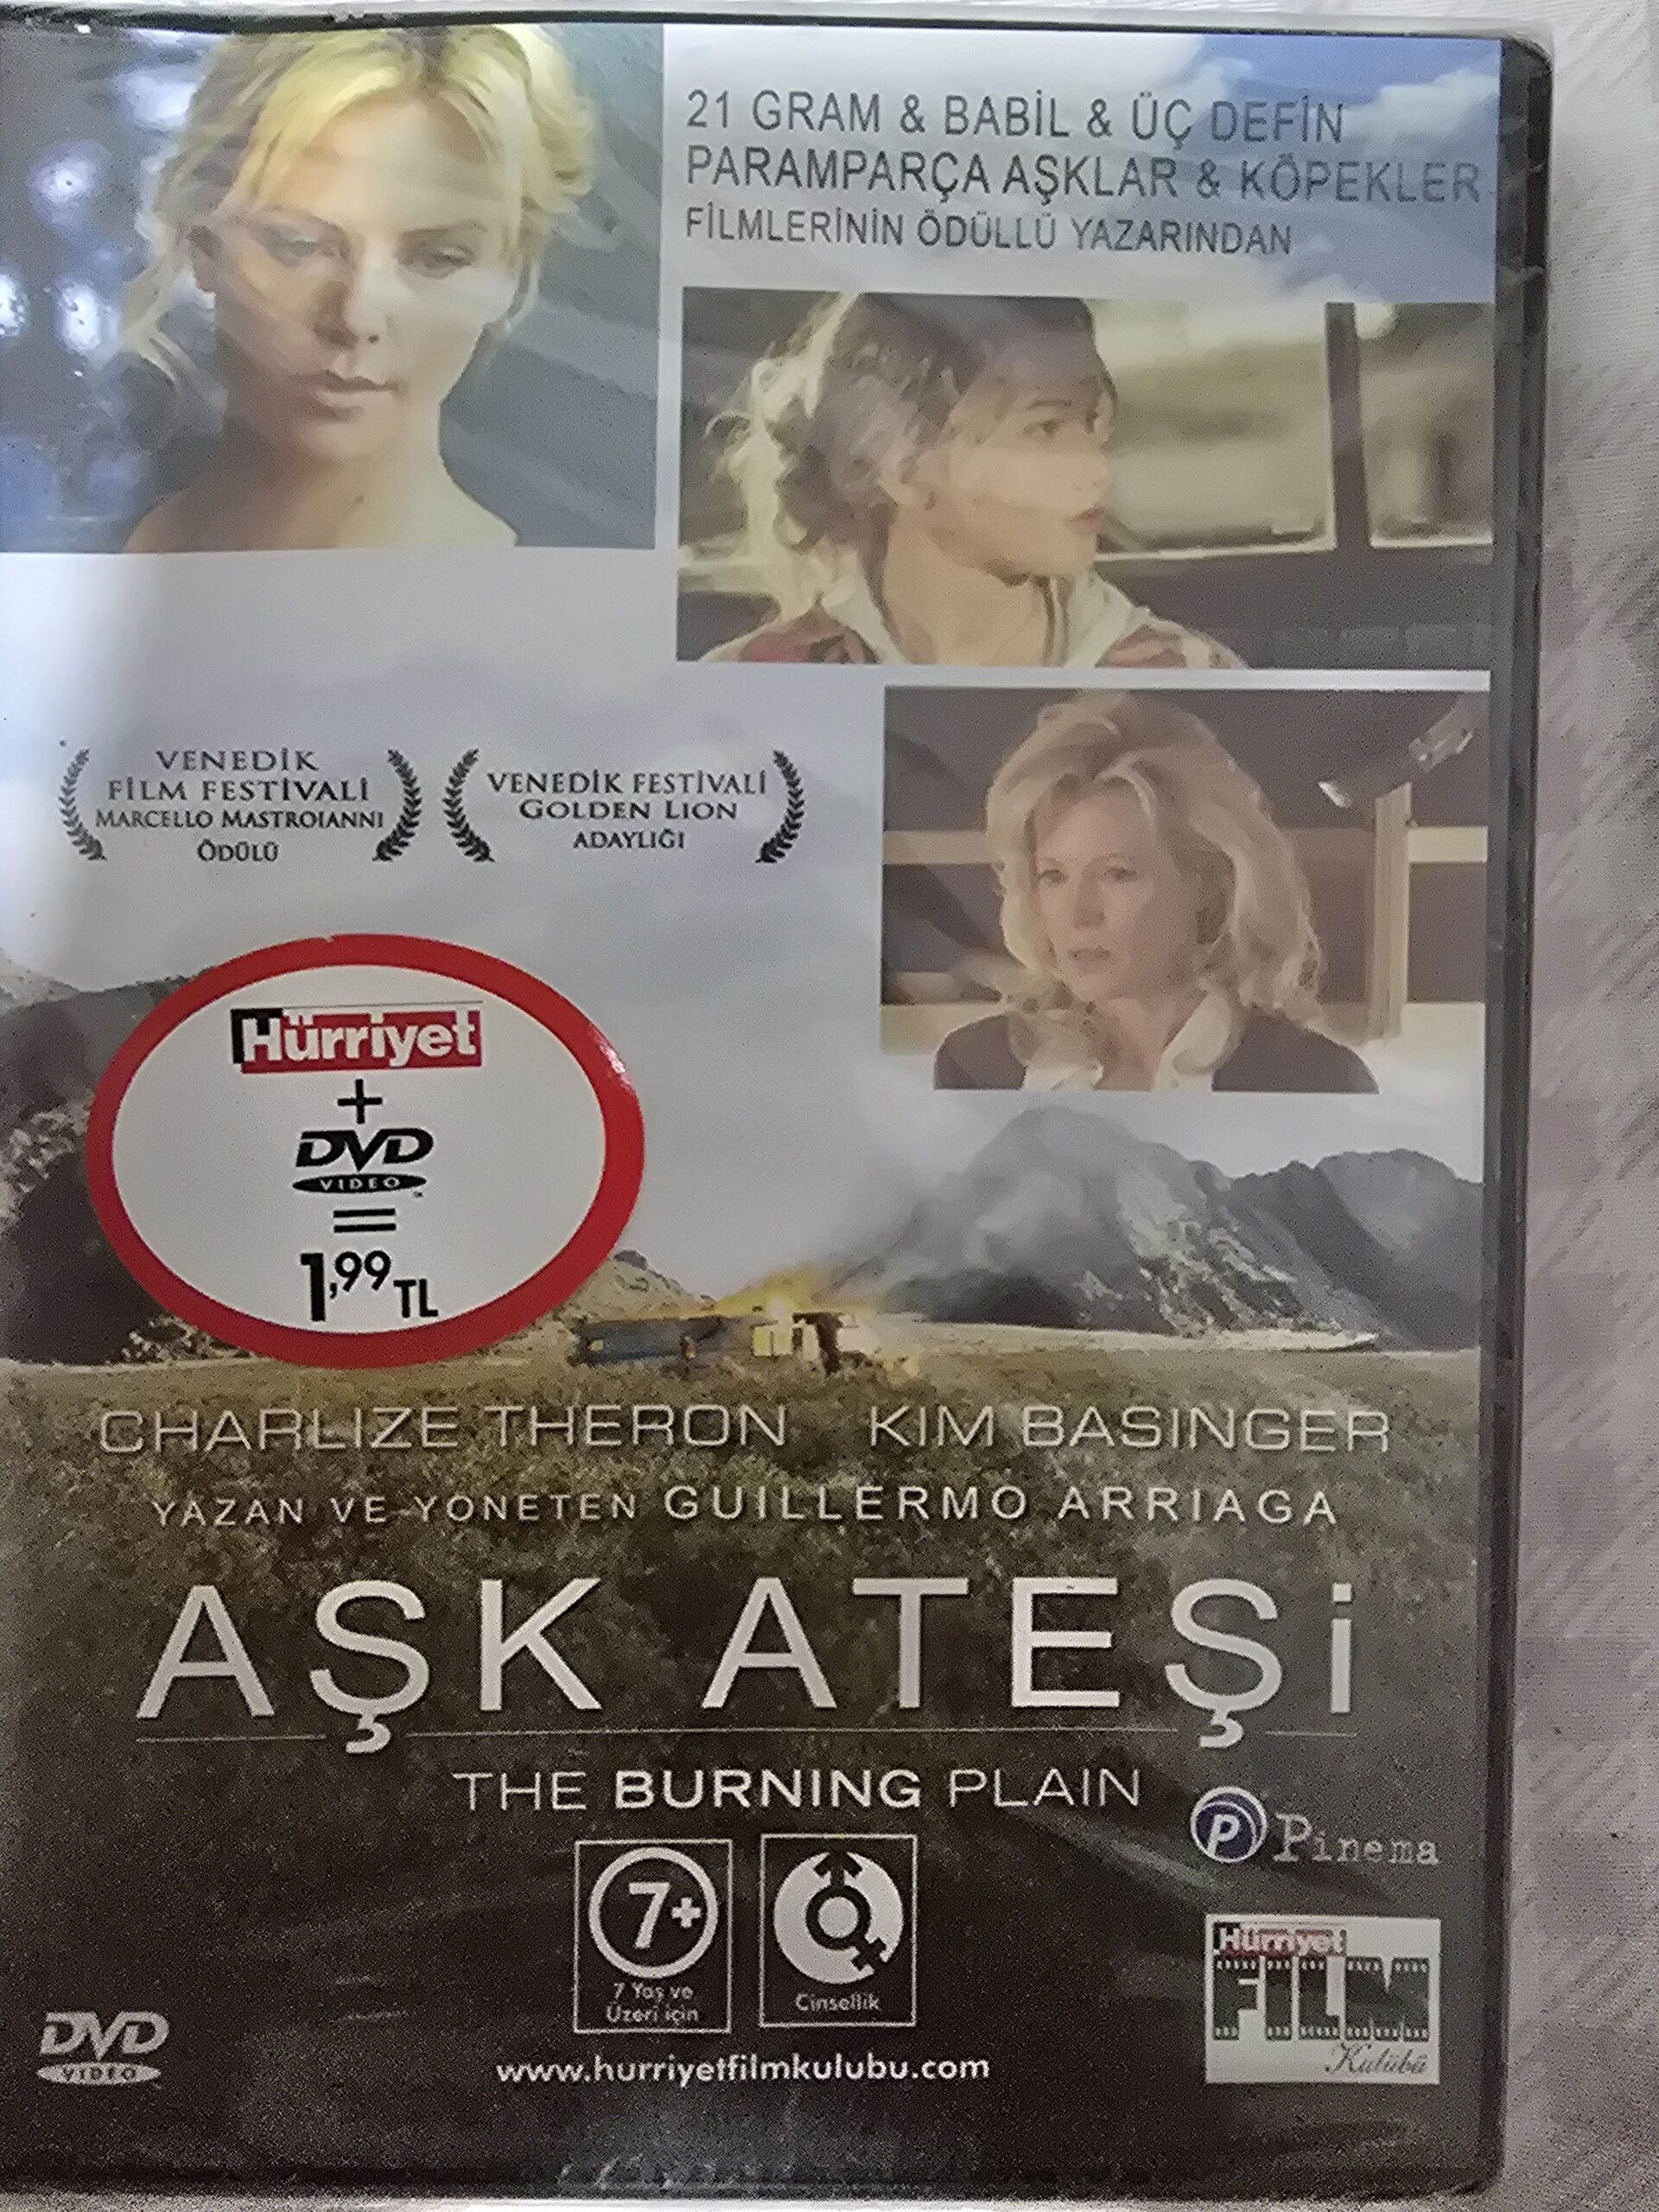 21 GRAM & BABİL & ÜÇ DEFİN
PARAMPARÇA AŞKLAR & KÖPEKLER
FİLMLERİNİN ÖDÜLLÜ YAZARINDAN
VENEDİK
FİLM FESTİVALİ
MARCELLO MASTROIANNI
ÖDÜLÜ
VENEDİK FESTİVALİ
GOLDEN LION
ADAYLIĞI
Hürriyet
+
DVD
VIDEO
=
1,99 TL
CHARLIZE THERON KIM BASINGER
YAZAN VE YÖNETEN GUILLERMO ARRIAGA
AŞK ATEŞİ
THE BURNING PLAIN
P Pinema
7+
7 Yaş ve
Üzeri için
Cinsellik
Hürriyet
FİLM
Kulübü
DVD
VIDEO
www.hurriyetfilmkulubu.com